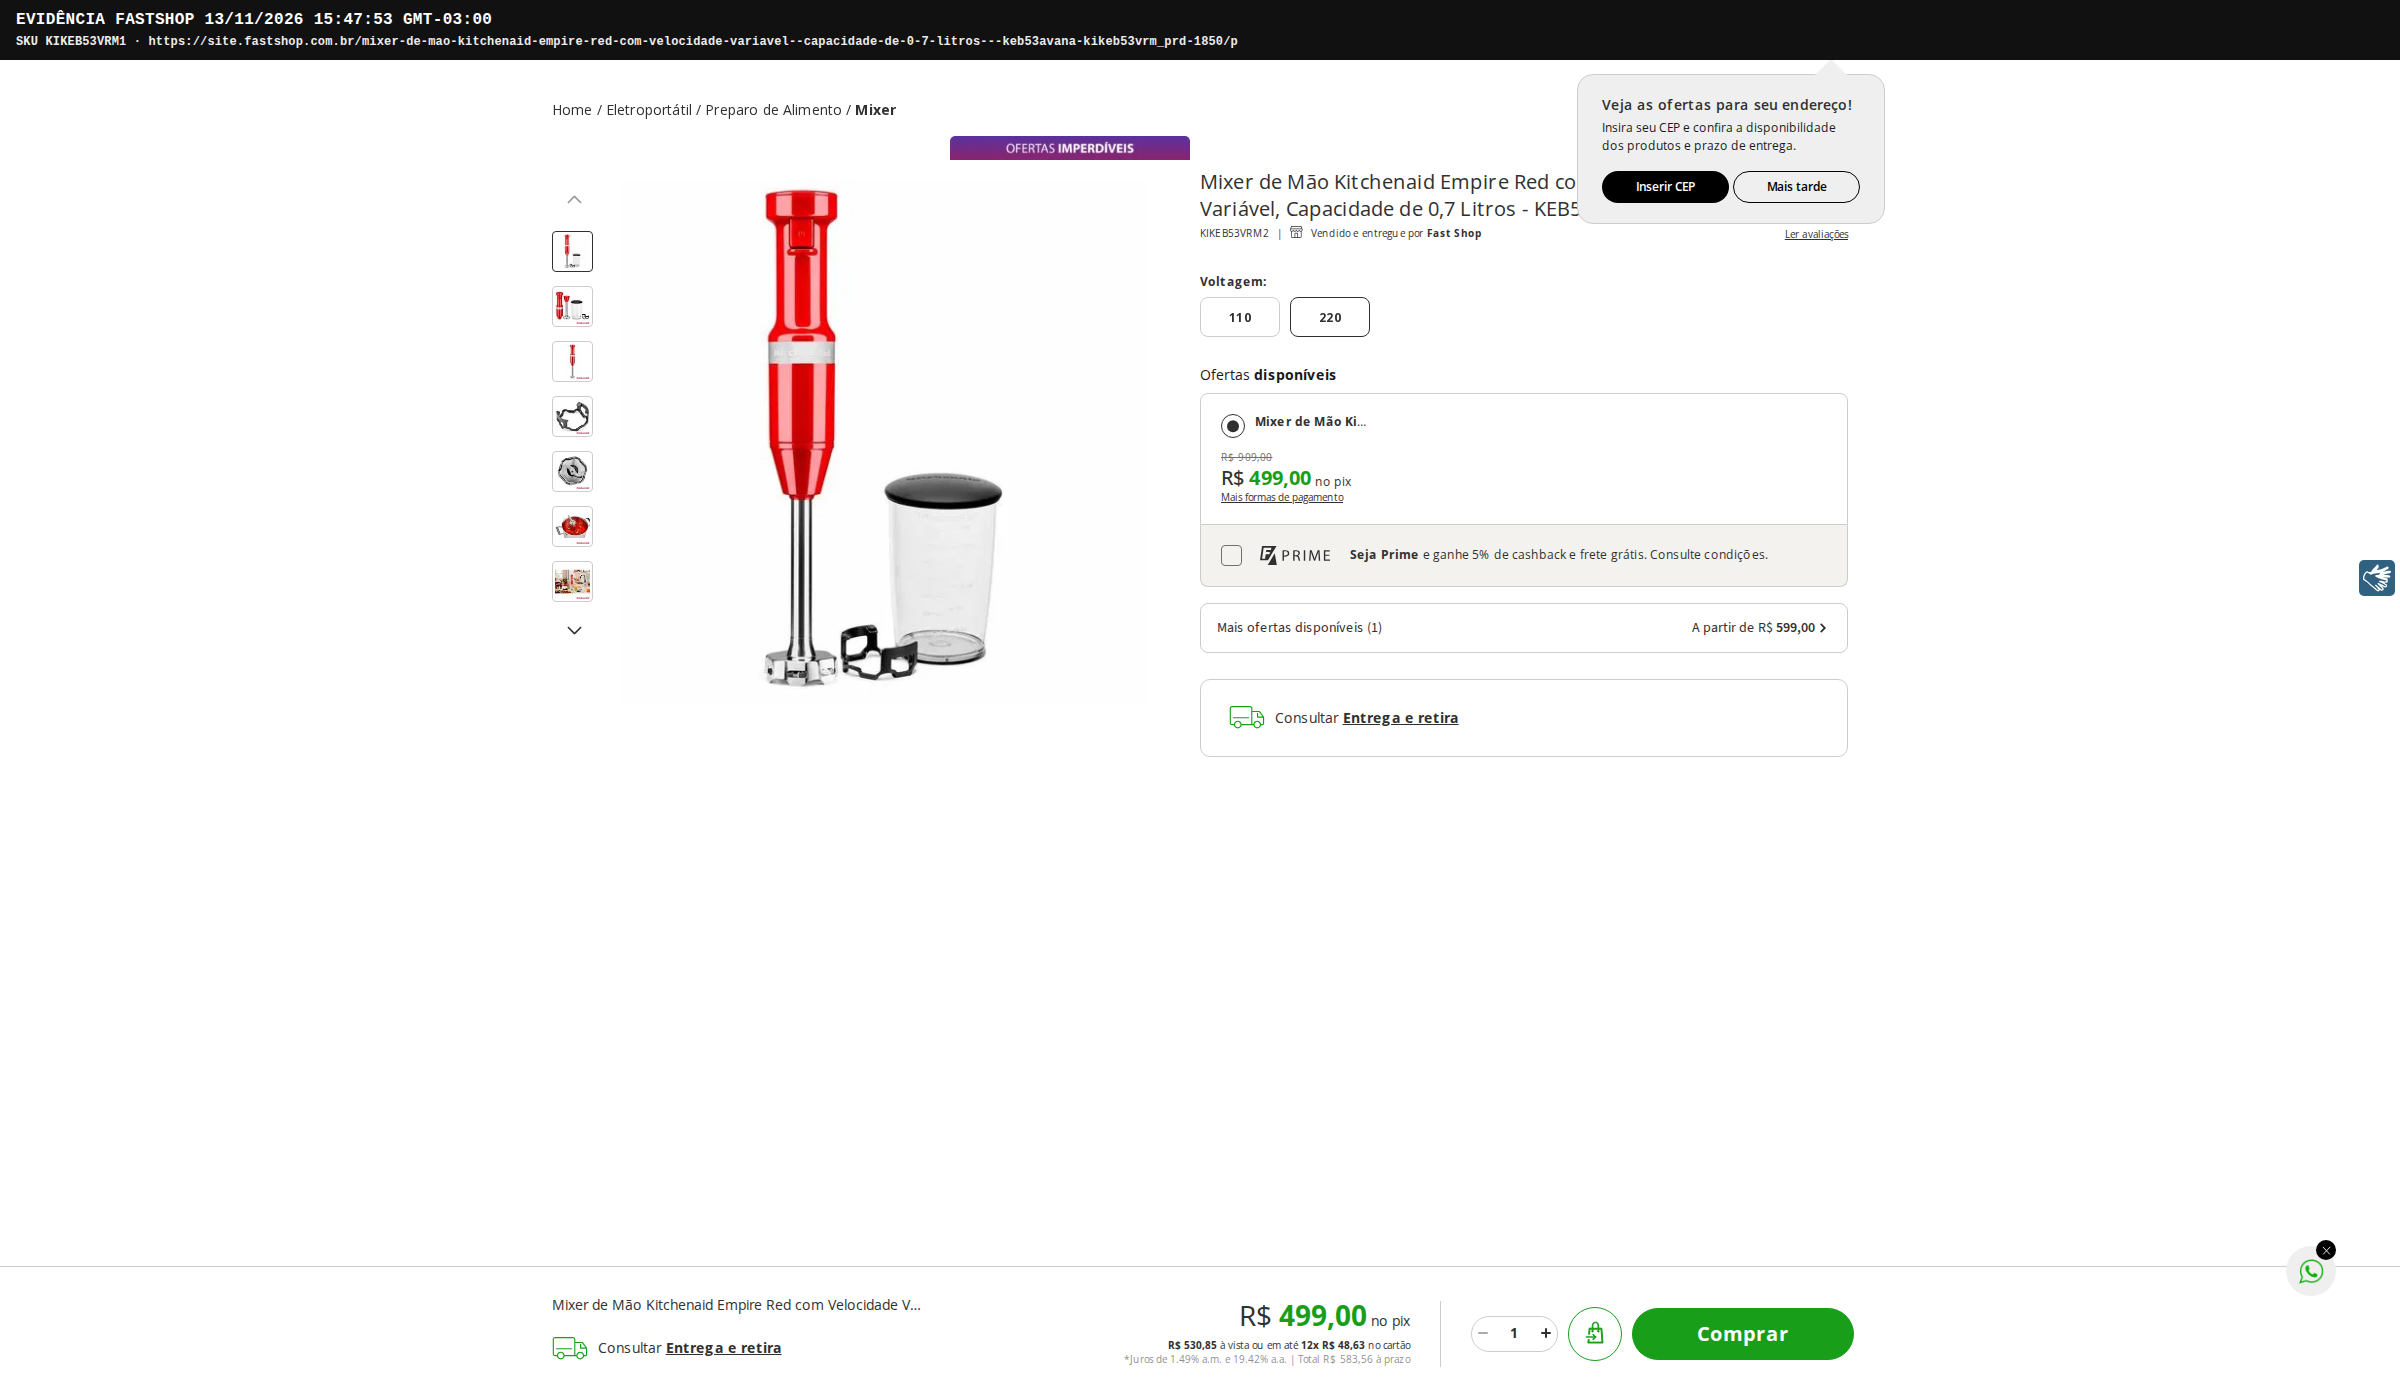 EVIDÊNCIA FASTSHOP 13/11/2026 15:47:53 GMT-03:00
SKU KIKEB53VRM1 · https://site.fastshop.com.br/mixer-de-mao-kitchenaid-empire-red-com-velocidade-variavel--capacidade-de-0-7-litros---keb53avana-kikeb53vrm_prd-1850/p
Home / Eletroportátil / Preparo de Alimento / Mixer
OFERTAS IMPERDÍVEIS
Veja as ofertas para seu endereço!
Insira seu CEP e confira a disponibilidade
dos produtos e prazo de entrega.
Inserir CEP
Mais tarde
Mixer de Mão Kitchenaid Empire Red co
Variável, Capacidade de 0,7 Litros - KEB5
KIKEB53VRM2 | Vendido e entregue por Fast Shop
Ler avaliações
Voltagem:
110
220
Ofertas disponíveis
Mixer de Mão Ki...
R$ 909,00
R$ 499,00 no pix
Mais formas de pagamento
PRIME Seja Prime e ganhe 5% de cashback e frete grátis. Consulte condições.
Mais ofertas disponíveis (1)
A partir de R$ 599,00
Consultar Entrega e retira
Mixer de Mão Kitchenaid Empire Red com Velocidade V...
Consultar Entrega e retira
R$ 499,00 no pix
R$ 530,85 à vista ou em até 12x R$ 48,63 no cartão
*Juros de 1.49% a.m. e 19.42% a.a. | Total R$ 583,56 à prazo
1
Comprar